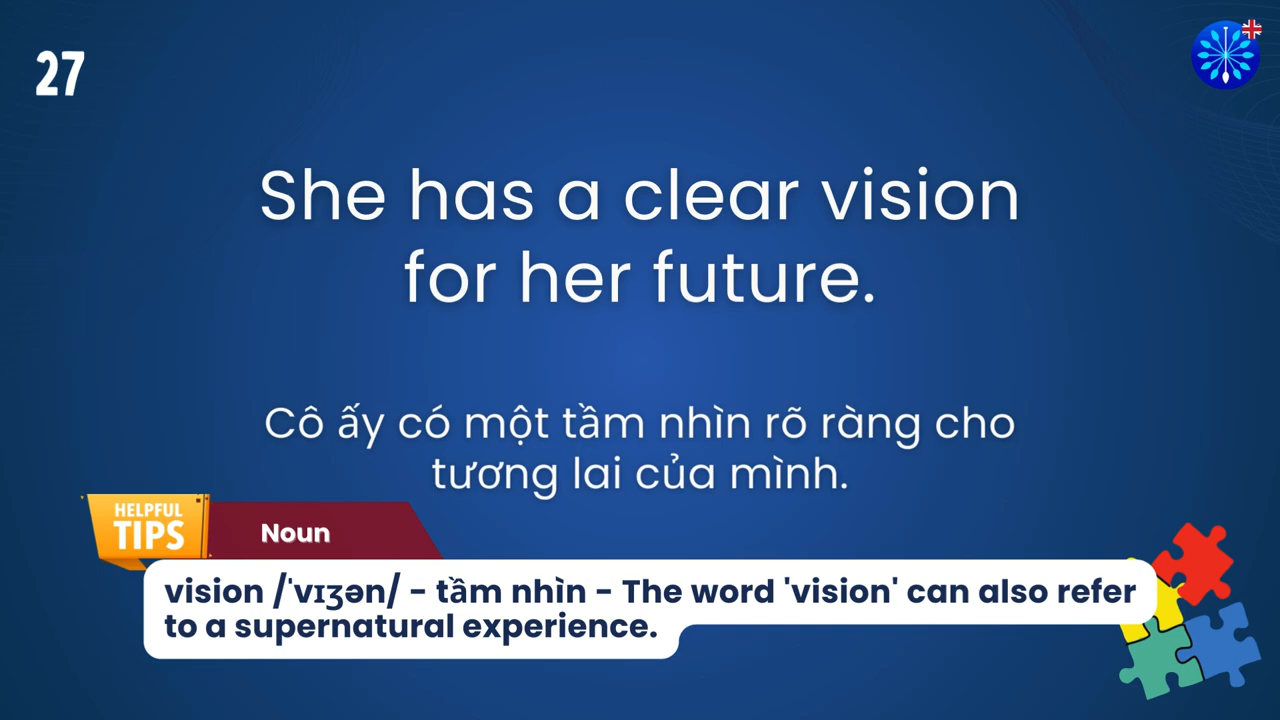 27
She has a clear vision
for her future.
Cô ấy có một tầm nhìn rõ ràng cho
tương lai của mình.
HELPFUL
TIPS
Noun
vision /ˈvɪʒən/ - tầm nhìn - The word 'vision' can also refer
to a supernatural experience.